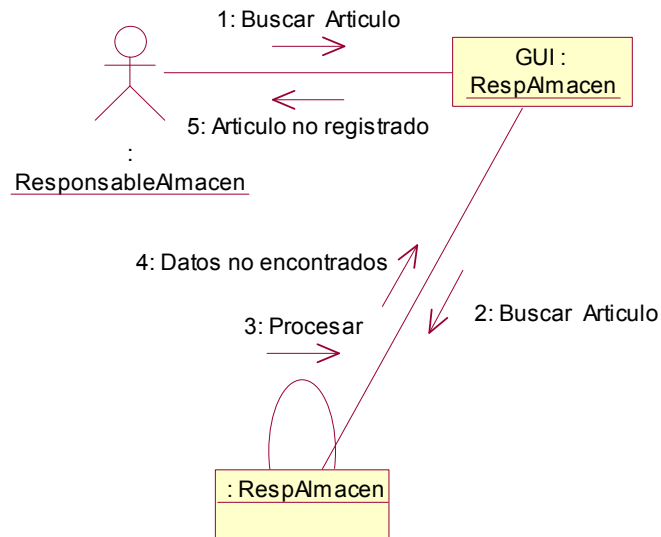 1: Buscar Articulo
GUI :
RespAlmacen
5: Articulo no registrado
:
ResponsableAlmacen
4: Datos no encontrados
2: Buscar Articulo
3: Procesar
: RespAlmacen